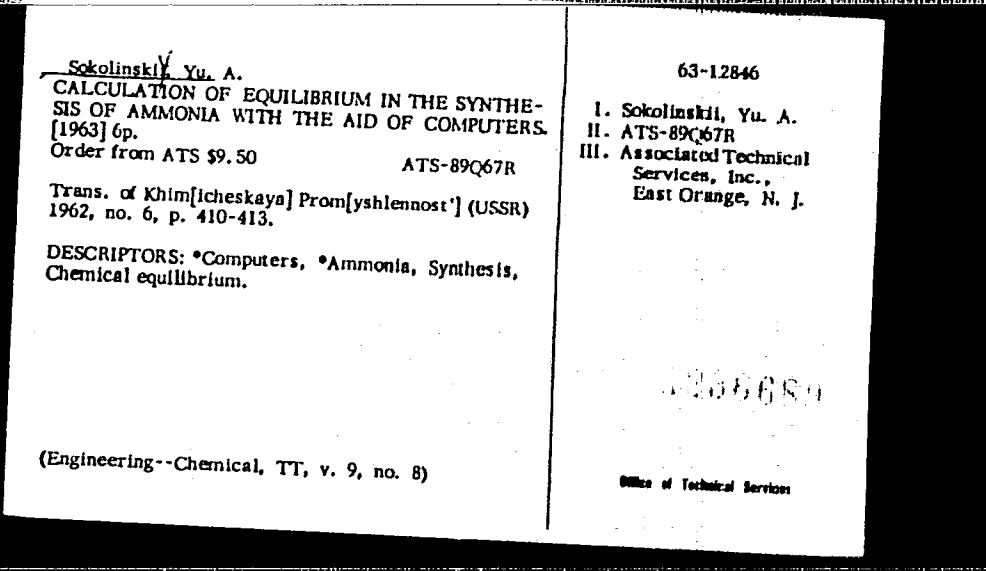 Sokolinskiy, Yu. A.
CALCULATION OF EQUILIBRIUM IN THE SYNTHE-
SIS OF AMMONIA WITH THE AID OF COMPUTERS.
[1963] 6p.
Order from ATS $9.50 ATS-89Q67R
Trans. of Khim[icheskaya] Prom[yshlennost'] (USSR)
1962, no. 6, p. 410-413.
DESCRIPTORS: *Computers, *Ammonia, Synthesis,
Chemical equilibrium.
(Engineering--Chemical, TT, v. 9, no. 8)
63-12846
I. Sokolinskii, Yu. A.
II. ATS-89Q67R
III. Associated Technical
Services, Inc.,
East Orange, N. J.
Office of Technical Services